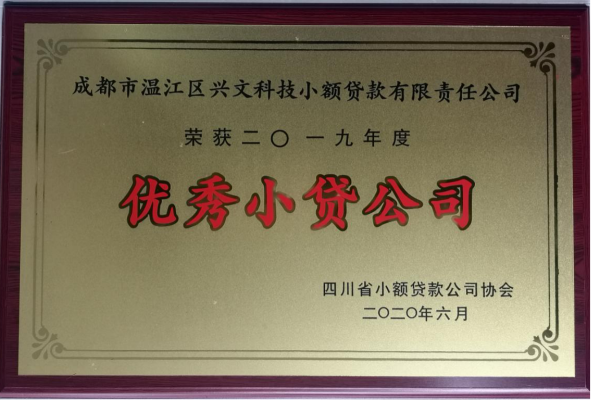 成都市温江区兴文科技小额贷款有限责任公司
荣获二〇一九年度
优秀小贷公司
四川省小额贷款公司协会
二〇二〇年六月